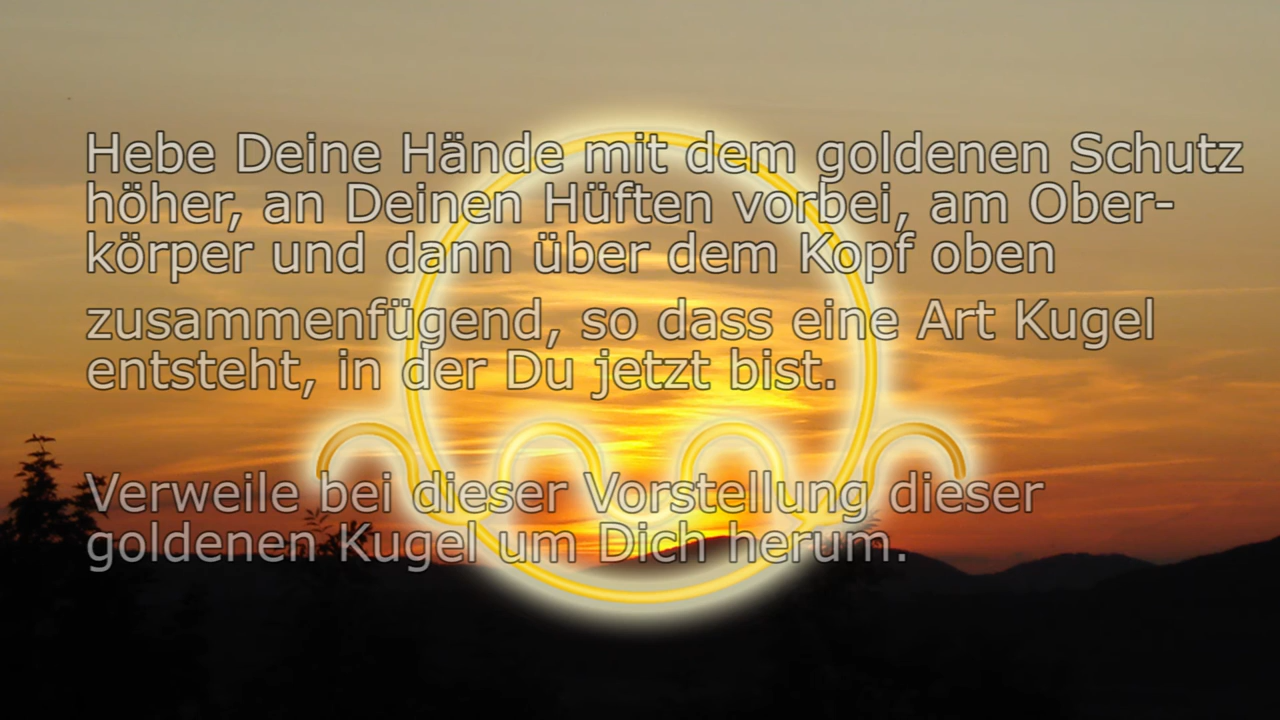 Hebe Deine Hände mit dem goldenen Schutz
höher, an Deinen Hüften vorbei, am Ober-
körper und dann über dem Kopf oben
zusammenfügend, so dass eine Art Kugel
entsteht, in der Du jetzt bist.
Verweile bei dieser Vorstellung dieser
goldenen Kugel um Dich herum.